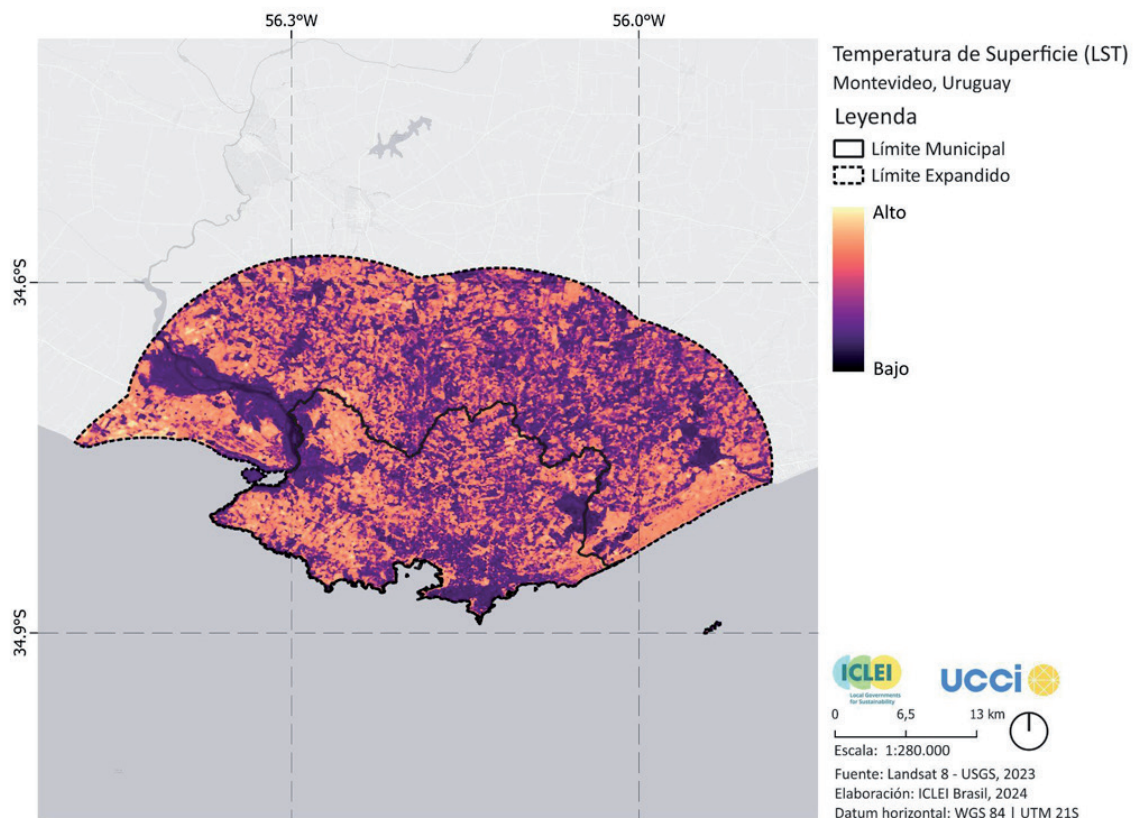 56.3°W
56.0°W
34.6°S
34.9°S
Temperatura de Superficie (LST)
Montevideo, Uruguay
Leyenda
Límite Municipal
Límite Expandido
Alto
Bajo
ICLEI
Local Governments
for Sustainability
UCCi
0 6,5 13 km
Escala: 1:280.000
Fuente: Landsat 8 - USGS, 2023
Elaboración: ICLEI Brasil, 2024
Datum horizontal: WGS 84 | UTM 21S